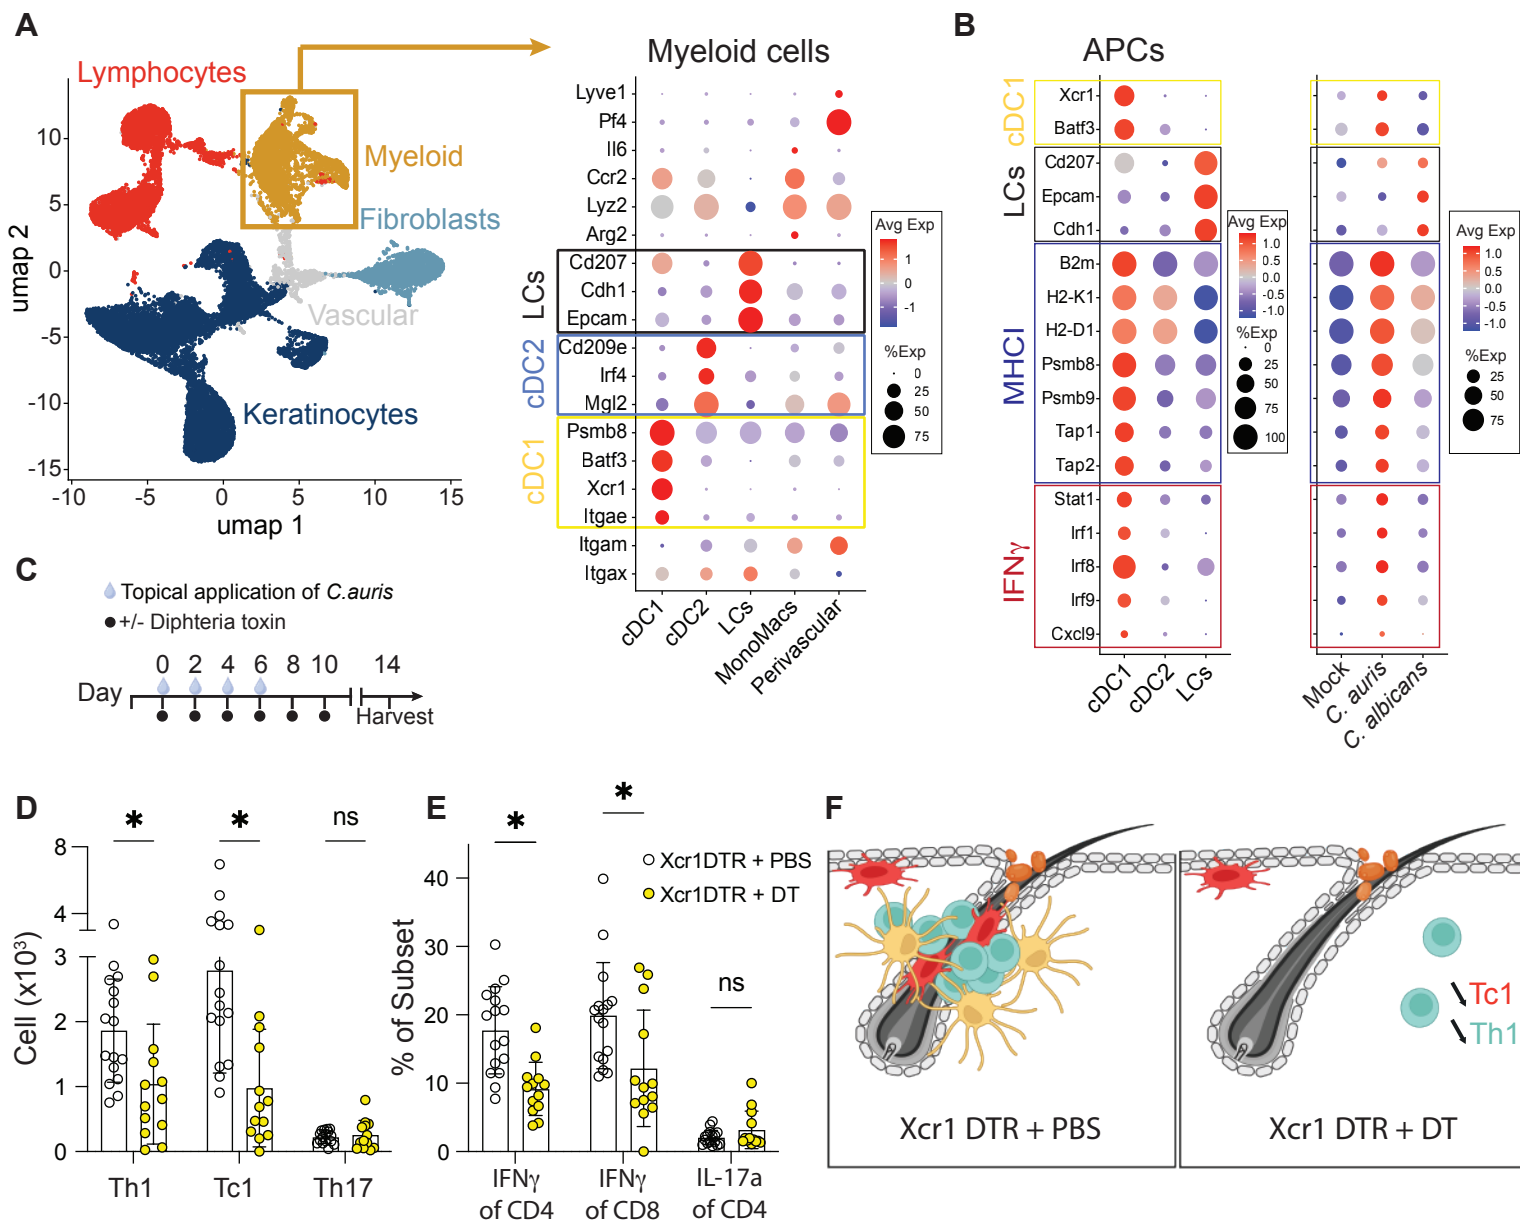 A
Lymphocytes
Myeloid
Fibroblasts
Vascular
Keratinocytes
umap 2
10
5
0
-5
-10
-15
-10
-5
0
5
10
15
umap 1
Myeloid cells
Lyve1
Pf4
Il6
Ccr2
Lyz2
Arg2
LCs
Cd207
Cdh1
Epcam
cDC2
Cd209e
Irf4
Mgl2
cDC1
Psmb8
Batf3
Xcr1
Itgae
Itgam
Itgax
cDC1
cDC2
LCs
MonoMacs
Perivascular
Avg Exp
1
0
-1
%Exp
0
25
50
75
B
APCs
cDC1
Xcr1
Batf3
LCs
Cd207
Epcam
Cdh1
MHCI
B2m
H2-K1
H2-D1
Psmb8
Psmb9
Tap1
Tap2
IFNγ
Stat1
Irf1
Irf8
Irf9
Cxcl9
cDC1
cDC2
LCs
Avg Exp
1.0
0.5
0.0
-0.5
-1.0
%Exp
0
25
50
75
100
Mock
C. auris
C. albicans
Avg Exp
1.0
0.5
0.0
-0.5
-1.0
%Exp
25
50
75
C
Topical application of C.auris
+/- Diphteria toxin
0 2 4 6 8 10 14
Day
Harvest
D
* * ns
Cell (x10³)
8
4
3
2
1
0
Th1 Tc1 Th17
E
* * ns
Xcr1DTR + PBS
Xcr1DTR + DT
% of Subset
40
30
20
10
0
IFNγ
of CD4
IFNγ
of CD8
IL-17a
of CD4
F
Xcr1 DTR + PBS
Tc1
Th1
Xcr1 DTR + DT